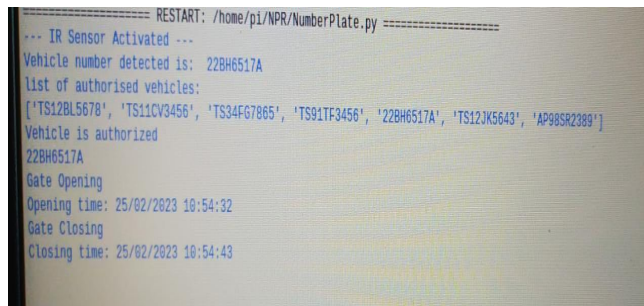 =================== RESTART: /home/pi/NPR/NumberPlate.py ===================
--- IR Sensor Activated ---
Vehicle number detected is:  22BH6517A
list of authorised vehicles:
['TS12BL5678', 'TS11CV3456', 'TS34FG7865', 'TS91TF3456', '22BH6517A', 'TS12JK5643', 'AP98SR2389']
Vehicle is authorized
22BH6517A
Gate Opening
Opening time: 25/02/2023 10:54:32
Gate Closing
Closing time: 25/02/2023 10:54:43